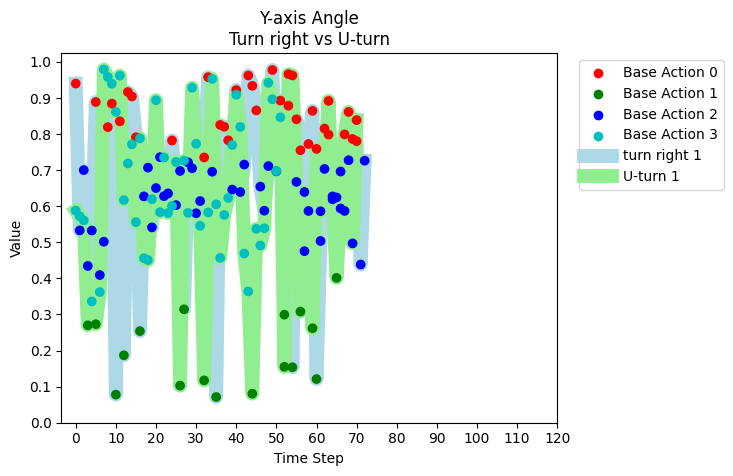 Y-axis Angle
Turn right vs U-turn
Value
1.0
0.9
0.8
0.7
0.6
0.5
0.4
0.3
0.2
0.1
0.0
0 10 20 30 40 50 60 70 80 90 100 110 120
Time Step
Base Action 0
Base Action 1
Base Action 2
Base Action 3
turn right 1
U-turn 1